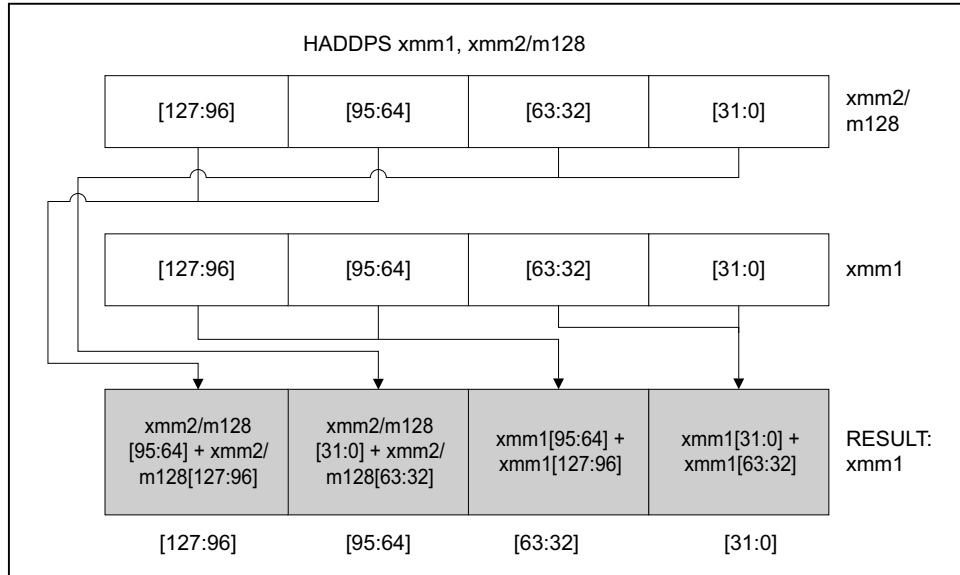 HADDPS xmm1, xmm2/m128
[127:96] [95:64] [63:32] [31:0] xmm2/
m128
[127:96] [95:64] [63:32] [31:0] xmm1
xmm2/m128
[95:64] + xmm2/
m128[127:96]
xmm2/m128
[31:0] + xmm2/
m128[63:32]
xmm1[95:64] +
xmm1[127:96]
xmm1[31:0] +
xmm1[63:32]
RESULT:
xmm1
[127:96] [95:64] [63:32] [31:0]